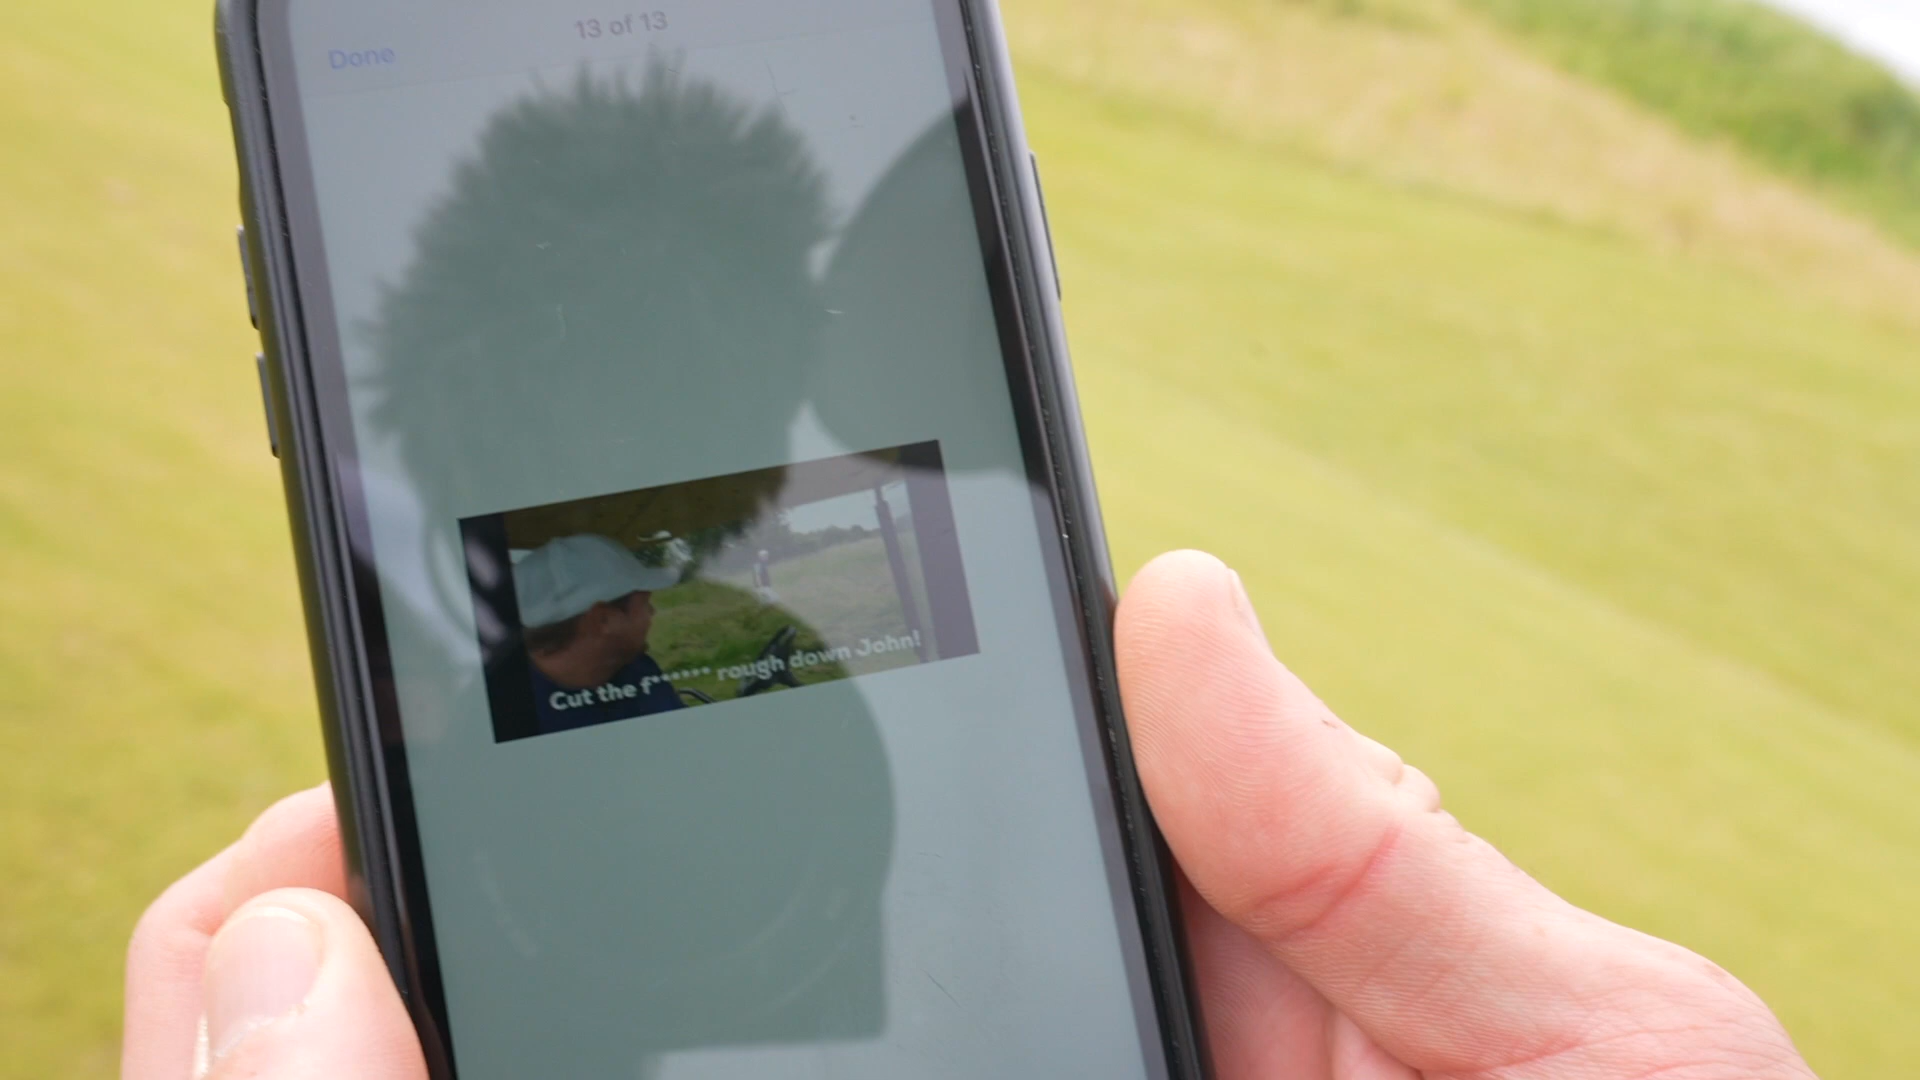 13 of 13
Done
Cut the f****** rough down John!